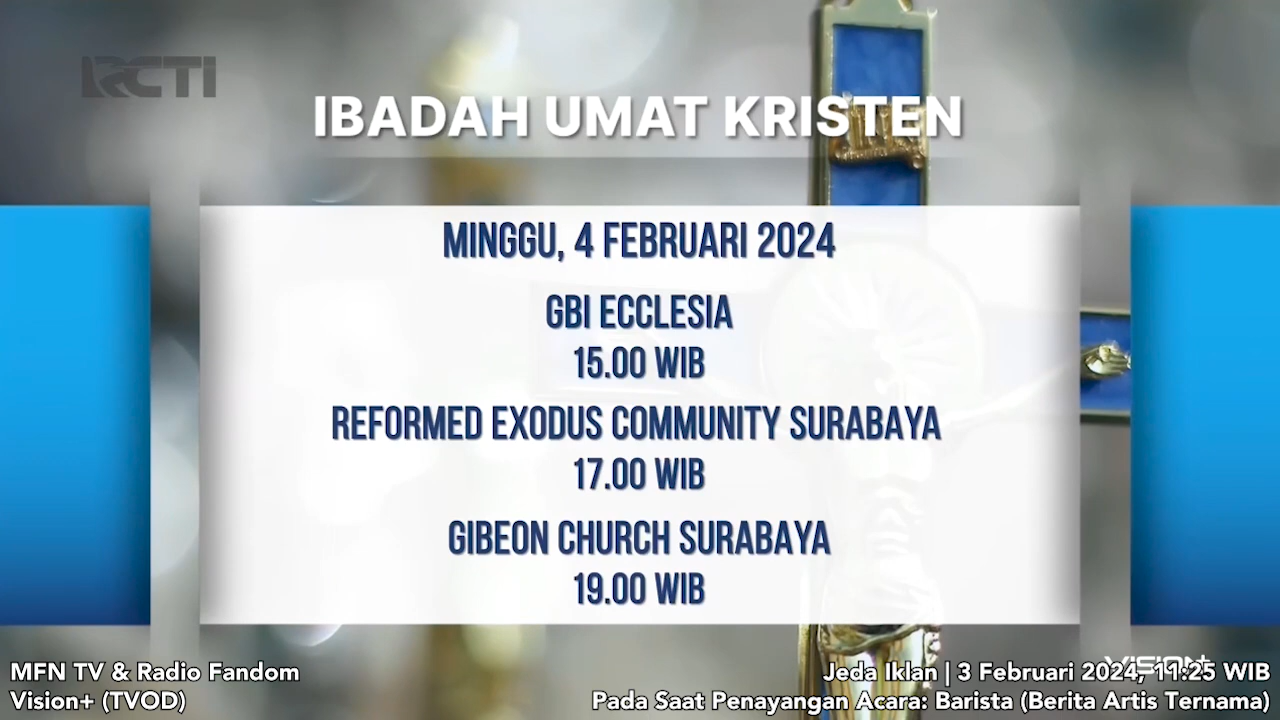 RCTI
IBADAH UMAT KRISTEN
MINGGU, 4 FEBRUARI 2024
GBI ECCLESIA
15.00 WIB
REFORMED EXODUS COMMUNITY SURABAYA
17.00 WIB
GIBEON CHURCH SURABAYA
19.00 WIB
VISION+
MFN TV & Radio Fandom
Vision+ (TVOD)
Jeda Iklan | 3 Februari 2024, 11:25 WIB
Pada Saat Penayangan Acara: Barista (Berita Artis Ternama)